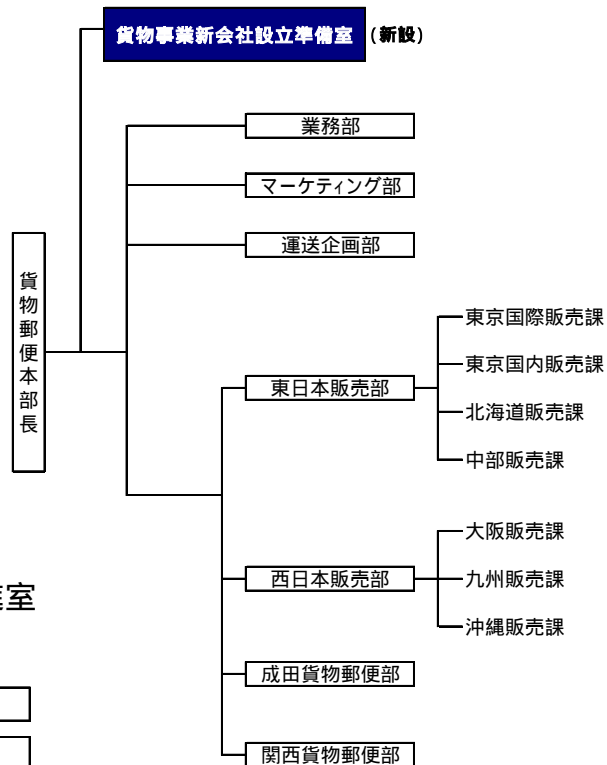 貨物事業新会社設立準備室 (新設)
業務部
マーケティング部
運送企画部
貨物郵便本部長
東日本販売部
東京国際販売課
東京国内販売課
北海道販売課
中部販売課
西日本販売部
大阪販売課
九州販売課
沖縄販売課
室
成田貨物郵便部
関西貨物郵便部